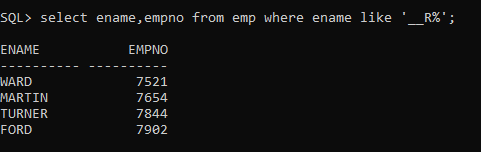 SQL> select ename,empno from emp where ename like '__R%';
ENAME           EMPNO
---------- ----------
WARD             7521
MARTIN           7654
TURNER           7844
FORD             7902